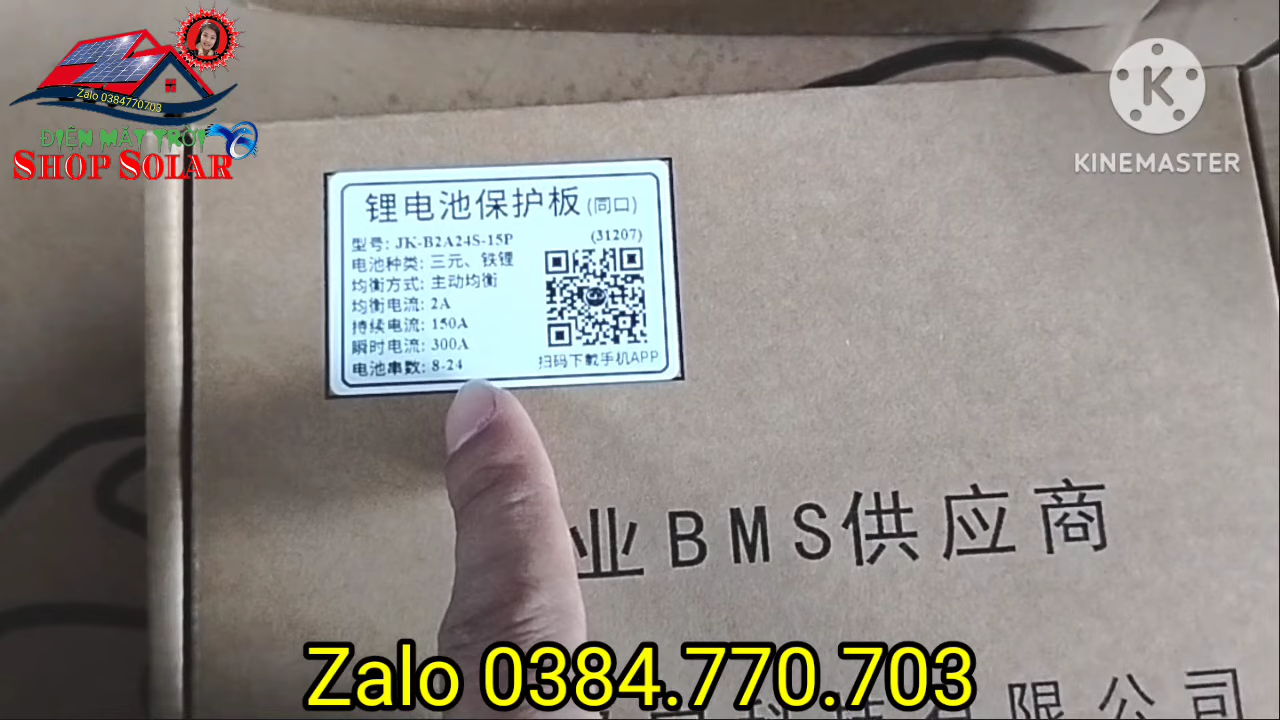 Zalo 0384770703
ĐIỆN MẶT TRỜI
SHOP SOLAR
K
KINEMASTER
锂电池保护板(同口)
型号: JK-B2A24S-15P
(31207)
电池种类: 三元、铁锂
均衡方式: 主动均衡
均衡电流: 2A
持续电流: 150A
瞬时电流: 300A
电池串数: 8-24
扫码下载手机APP
业BMS供应商
有限公司
Zalo 0384.770.703